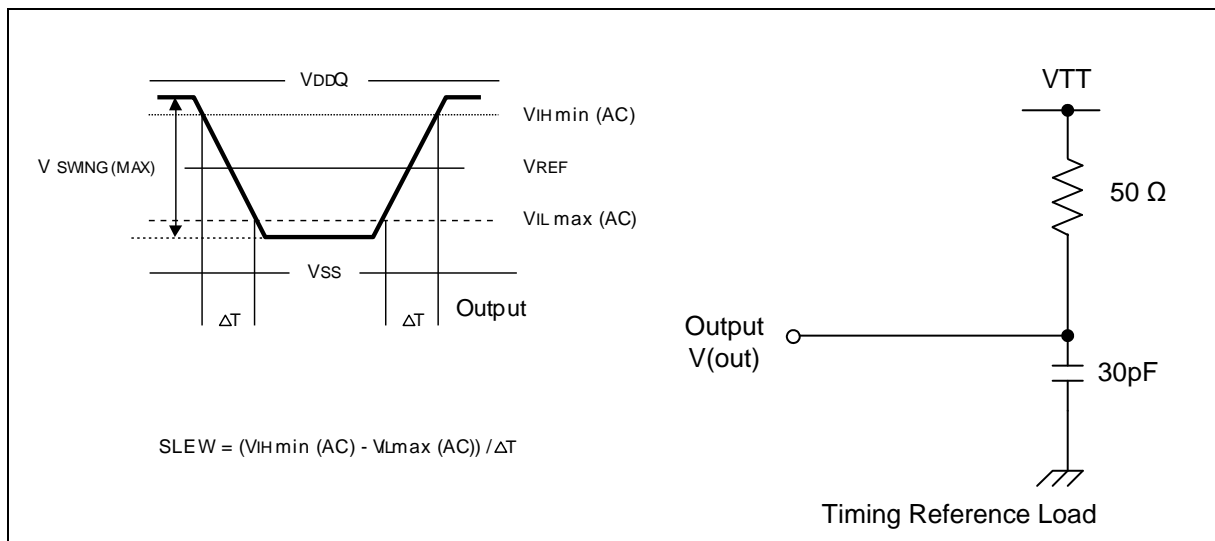 VDDQ
VIH min (AC)
V SWING (MAX)
VREF
VIL max (AC)
VSS
ΔT
ΔT
Output
SLEW = (VIH min (AC) - VILmax (AC)) / ΔT
VTT
50 Ω
Output
V(out)
30pF
Timing Reference Load